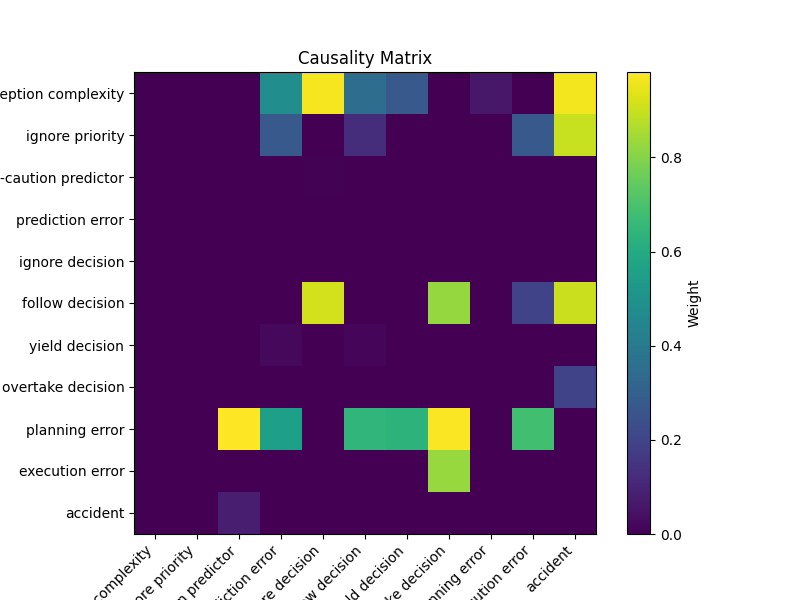 Causality Matrix
eption complexity
ignore priority
-caution predictor
prediction error
ignore decision
follow decision
yield decision
overtake decision
planning error
execution error
accident
complexity
ore priority
n predictor
diction error
re decision
w decision
ld decision
ke decision
nning error
ution error
accident
0.8
0.6
0.4
0.2
0.0
Weight